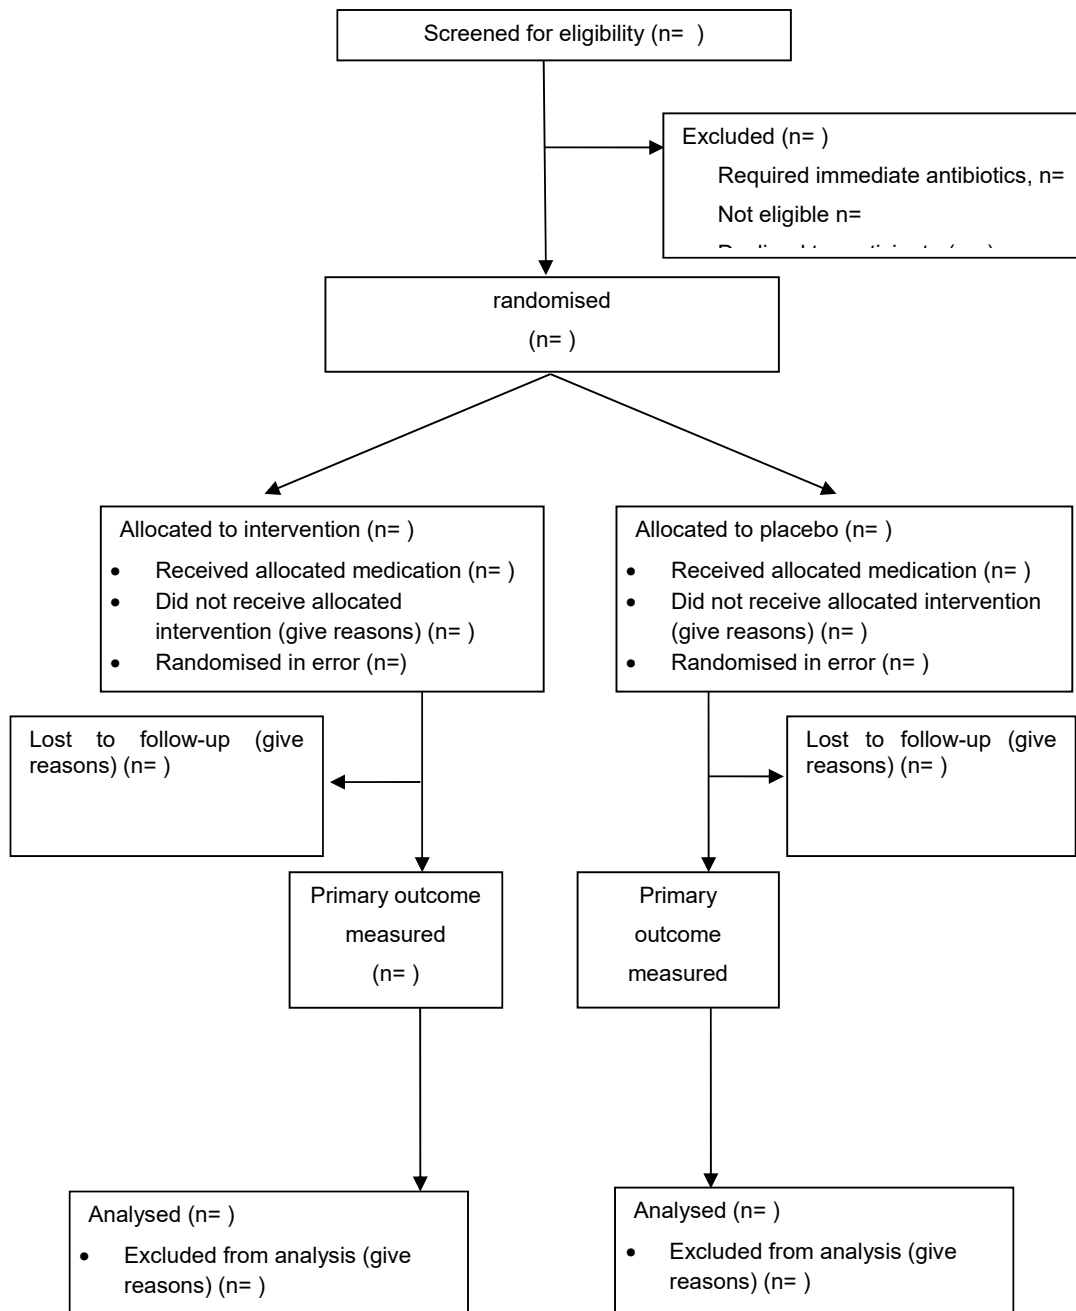 Screened for eligibility (n=  )
Excluded (n= )
Required immediate antibiotics, n=
Not eligible n=
randomised
(n= )
Allocated to intervention (n= )
• Received allocated medication (n= )
• Did not receive allocated
intervention (give reasons) (n= )
• Randomised in error (n=)
Allocated to placebo (n= )
• Received allocated medication (n= )
• Did not receive allocated intervention
(give reasons) (n= )
• Randomised in error (n= )
Lost to follow-up (give
reasons) (n= )
Lost to follow-up (give
reasons) (n= )
Primary outcome
measured
(n= )
Primary
outcome
measured
Analysed (n= )
• Excluded from analysis (give
reasons) (n= )
Analysed (n= )
• Excluded from analysis (give
reasons) (n= )